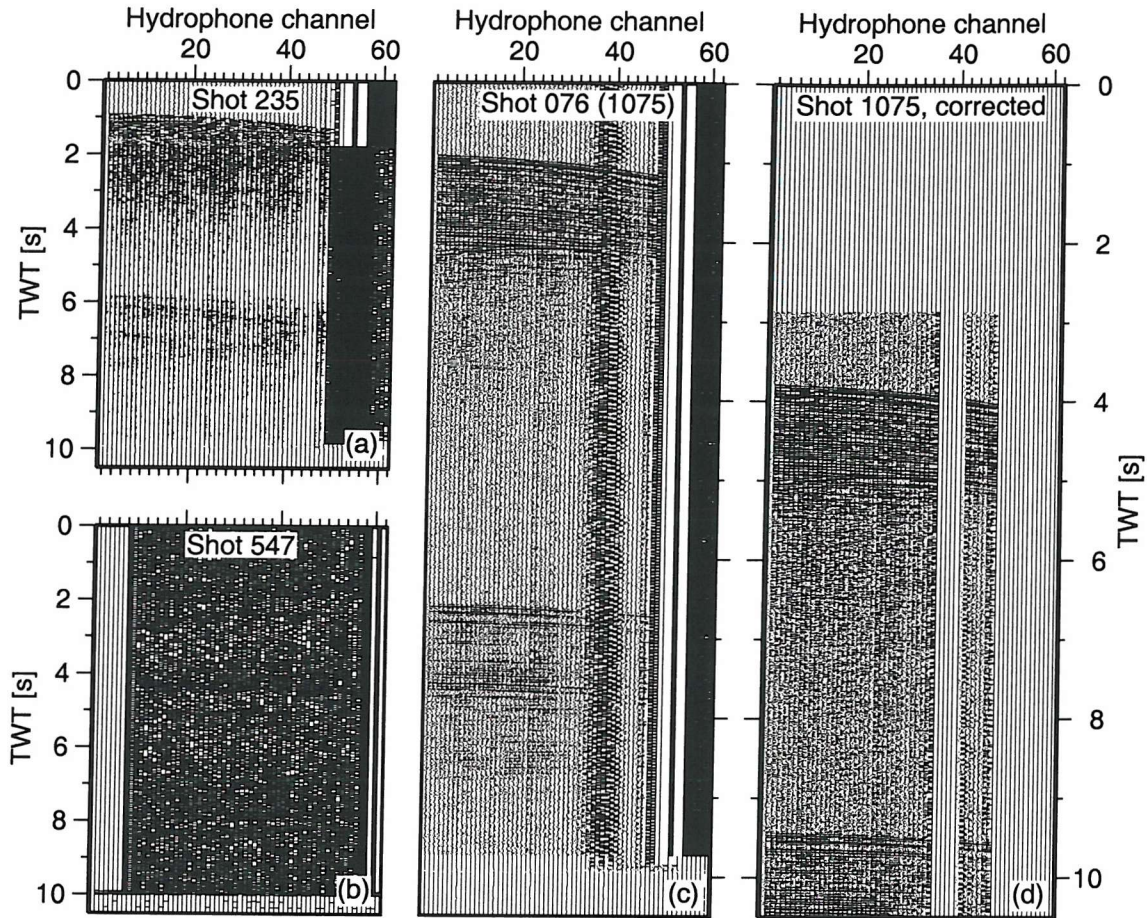 Hydrophone channel
20 40 60
Hydrophone channel
20 40 60
Hydrophone channel
20 40 60
TWT [s]
0
2
4
6
8
10
Shot 235
(a)
TWT [s]
0
2
4
6
8
10
Shot 547
(b)
Shot 076 (1075)
(c)
Shot 1075, corrected
(d)
0
2
4
6
8
10
TWT [s]